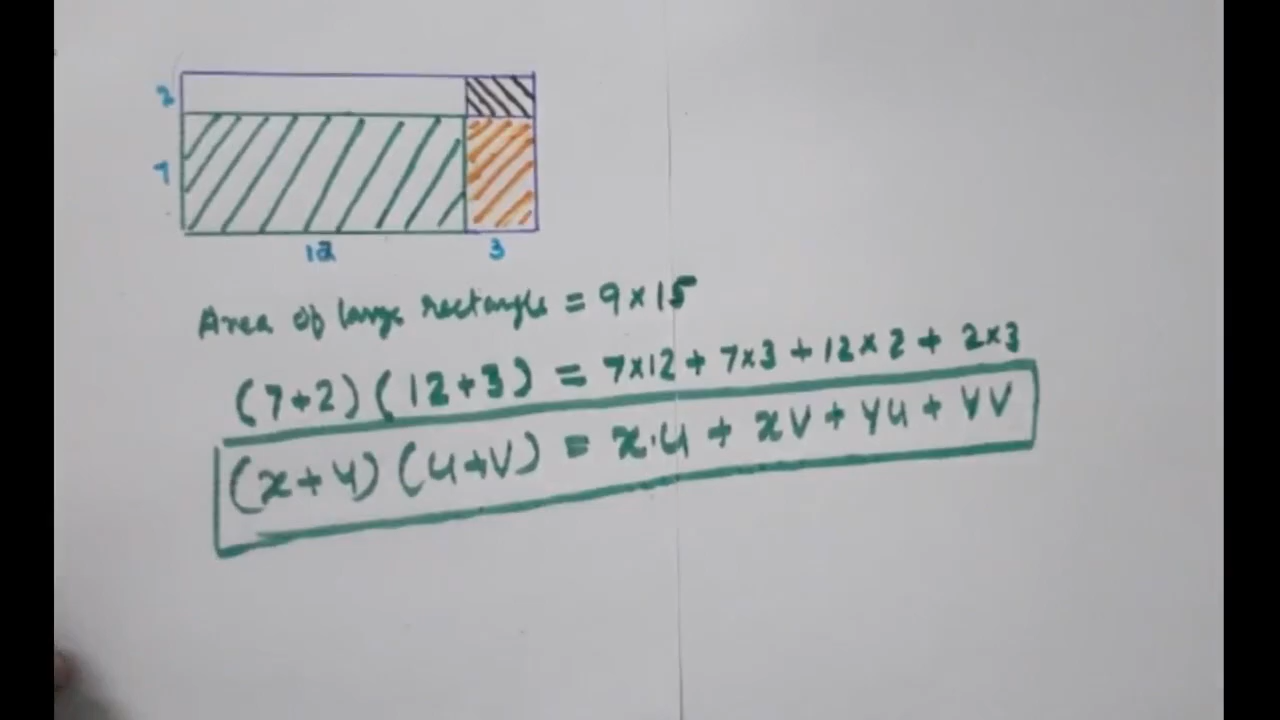 2
7
12 3
Area of large rectangle = 9×15
(7+2)(12+3) = 7×12 + 7×3 + 12×2 + 2×3
(x+y)(u+v) = x·u + xv + yu + yv